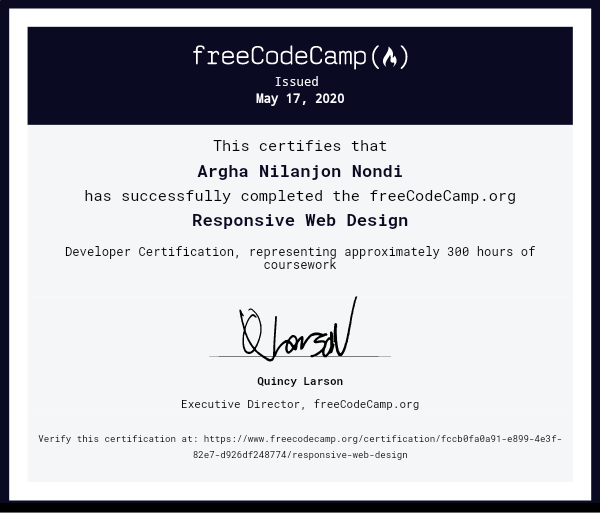 freeCodeCamp(🔥)
Issued
May 17, 2020
This certifies that
Argha Nilanjon Nondi
has successfully completed the freeCodeCamp.org
Responsive Web Design
Developer Certification, representing approximately 300 hours of
coursework
Q Larson
Quincy Larson
Executive Director, freeCodeCamp.org
Verify this certification at: https://www.freecodecamp.org/certification/fccb0fa0a91-e899-4e3f-
82e7-d926df248774/responsive-web-design